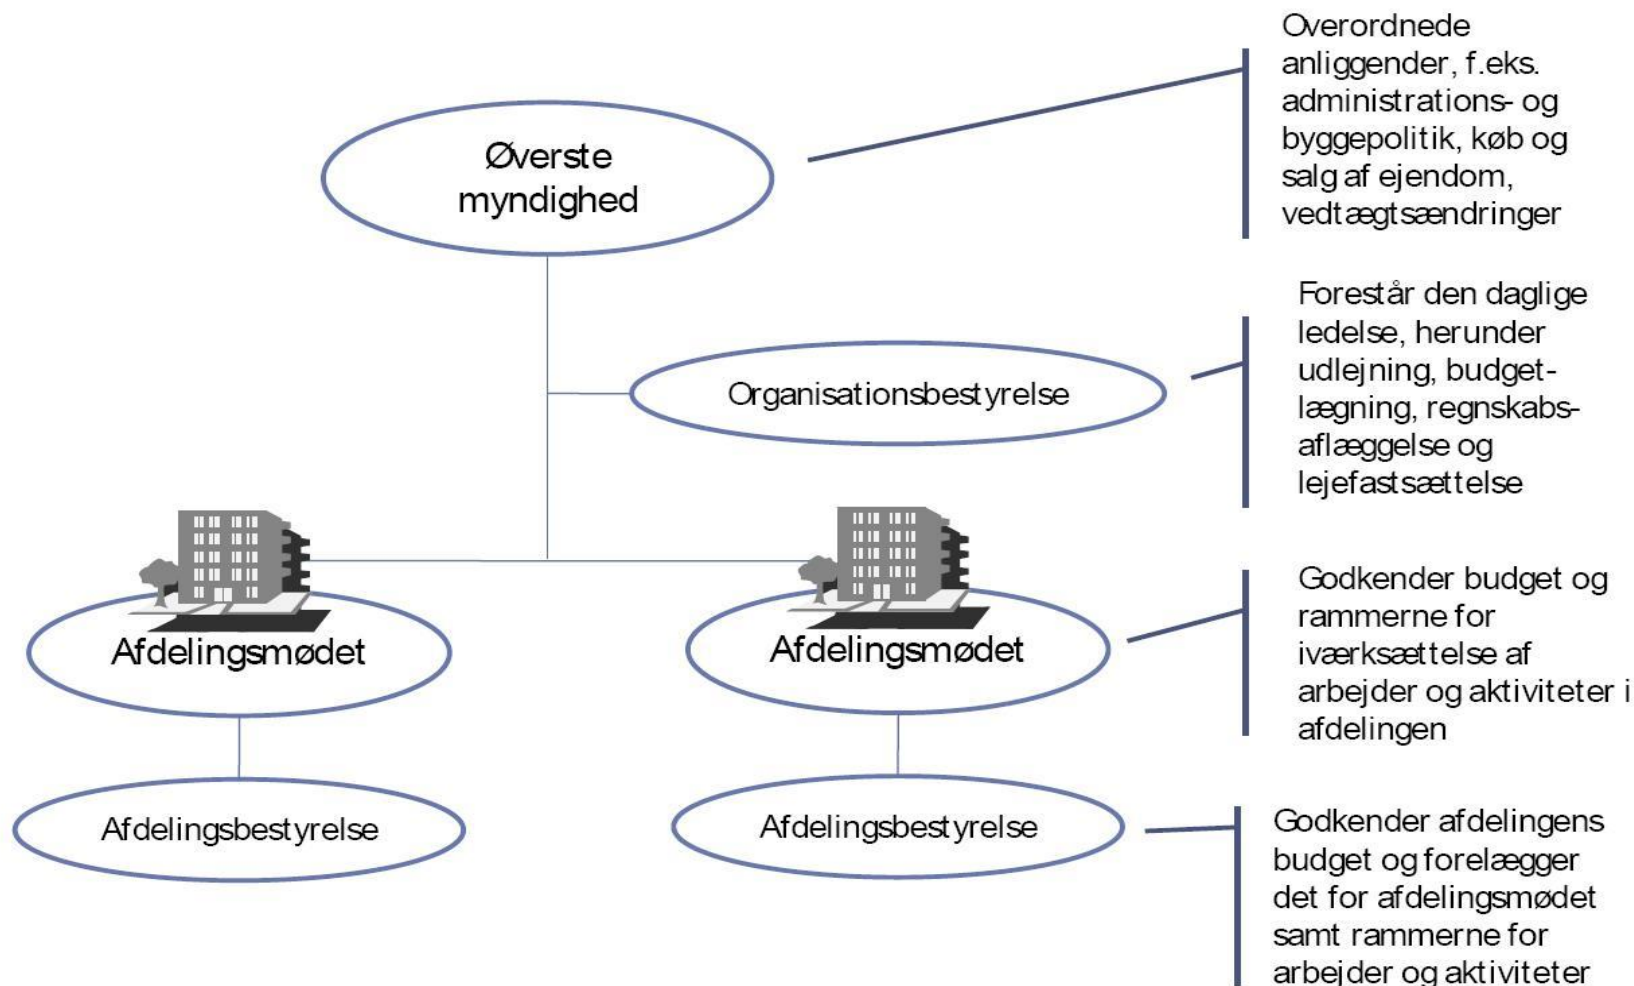 Øverste
myndighed
Overordnede
anliggender, f.eks.
administrations- og
byggepolitik, køb og
salg af ejendom,
vedtægtsændringer
Organisationsbestyrelse
Forestår den daglige
ledelse, herunder
udlejning, budget-
lægning, regnskabs-
aflæggelse og
lejefastsættelse
Afdelingsmødet
Afdelingsmødet
Godkender budget og
rammerne for
iværksættelse af
arbejder og aktiviteter i
afdelingen
Afdelingsbestyrelse
Afdelingsbestyrelse
Godkender afdelingens
budget og forelægger
det for afdelingsmødet
samt rammerne for
arbejder og aktiviteter